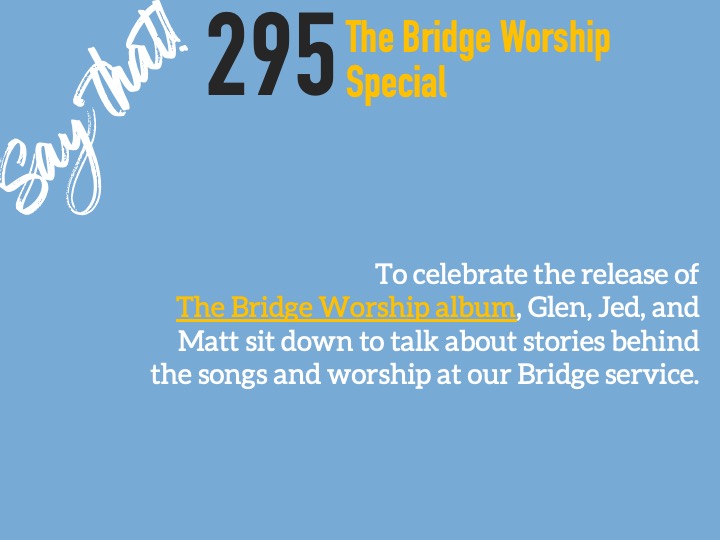 Say that!
295
The Bridge Worship
Special
To celebrate the release of
The Bridge Worship album, Glen, Jed, and
Matt sit down to talk about stories behind
the songs and worship at our Bridge service.